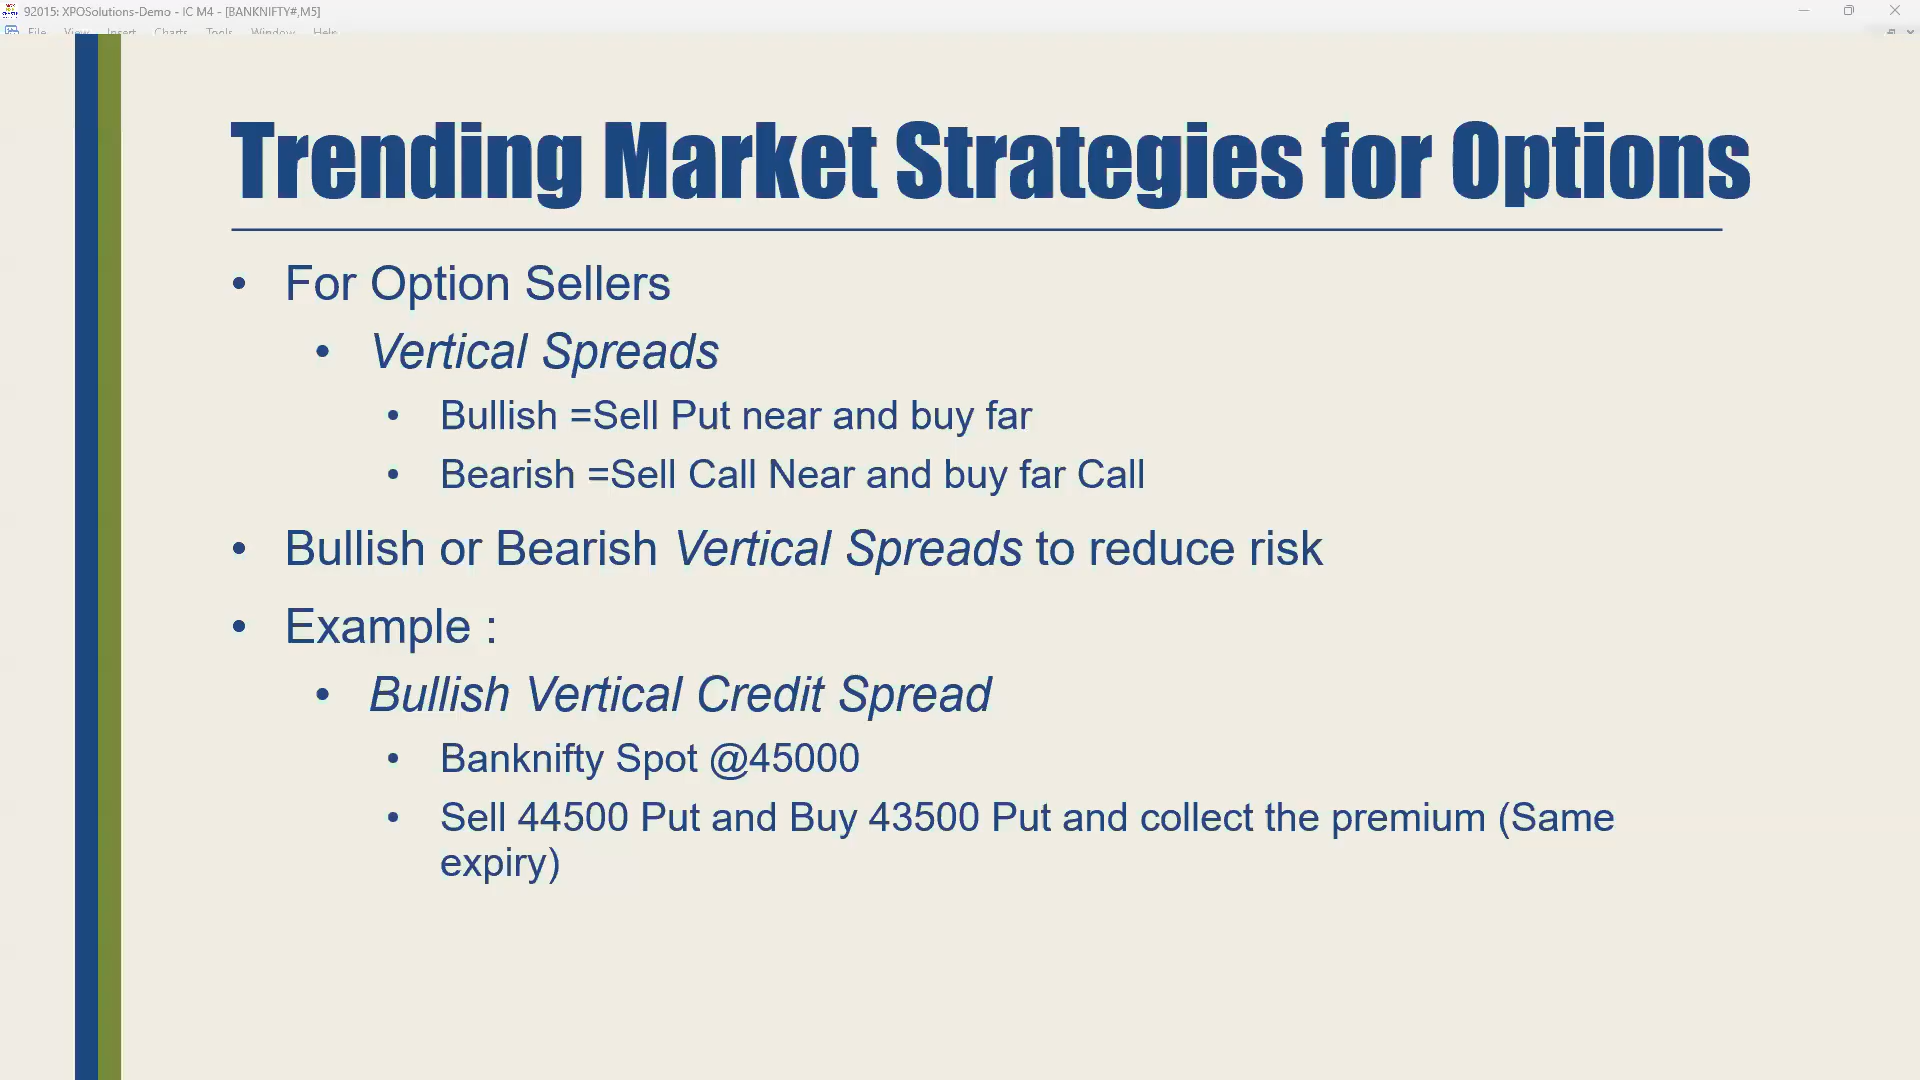 92015: XPOSolutions-Demo - IC M4 - [BANKNIFTY#,M5]
File View Insert Charts Tools Window Help
Trending Market Strategies for Options
• For Option Sellers
• Vertical Spreads
• Bullish =Sell Put near and buy far
• Bearish =Sell Call Near and buy far Call
• Bullish or Bearish Vertical Spreads to reduce risk
• Example :
• Bullish Vertical Credit Spread
• Banknifty Spot @45000
• Sell 44500 Put and Buy 43500 Put and collect the premium (Same
expiry)